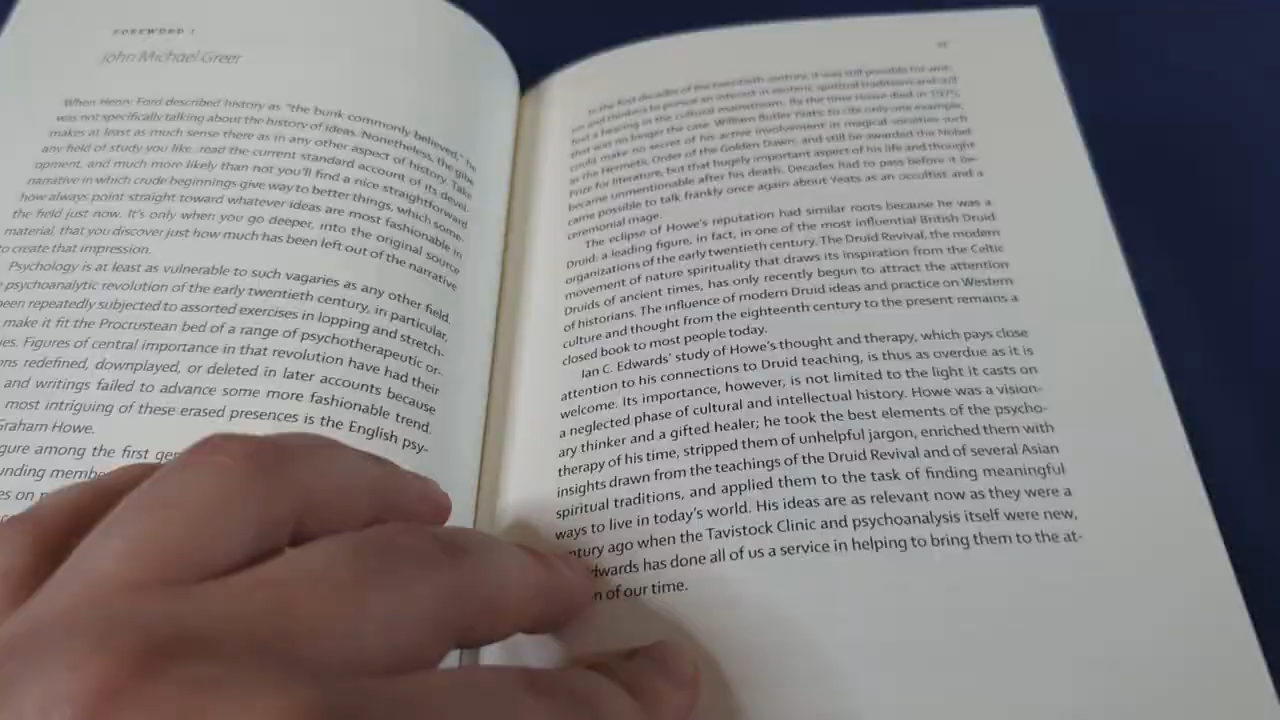 FOREWORD I
John Michael Greer
When Henry Ford described history as "the bunk commonly believed," he
was not specifically talking about the history of ideas. Nonetheless, the gibe
makes at least as much sense there as in any other aspect of history. Take
any field of study you like, read the current standard account of its devel-
opment, and much more likely than not you'll find a nice straightforward
narrative in which crude beginnings give way to better things, which some-
how always point straight toward whatever ideas are most fashionable in
the field just now. It's only when you go deeper, into the original source
material, that you discover just how much has been left out of the narrative
to create that impression.
Psychology is at least as vulnerable to such vagaries as any other field.
psychoanalytic revolution of the early twentieth century, in particular,
been repeatedly subjected to assorted exercises in lopping and stretch-
make it fit the Procrustean bed of a range of psychotherapeutic or-
ies. Figures of central importance in that revolution have had their
ons redefined, downplayed, or deleted in later accounts because
and writings failed to advance some more fashionable trend.
most intriguing of these erased presences is the English psy-
Graham Howe.
gure among the first
unding
es on
In the first decades of the twentieth century, it was still possible for writ-
ers and thinkers to pursue an interest in esoteric spiritual traditions and still
find a hearing in the cultural mainstream. By the time Howe died in 1975,
that was no longer the case. William Butler Yeats, to cite only one example,
could make no secret of his active involvement in magical societies such
as the Hermetic Order of the Golden Dawn, and still be awarded the Nobel
Prize for literature, but that hugely important aspect of his life and thought
became unmentionable after his death. Decades had to pass before it be-
came possible to talk frankly once again about Yeats as an occultist and a
ceremonial mage.
The eclipse of Howe's reputation had similar roots because he was a
Druid: a leading figure, in fact, in one of the most influential British Druid
organizations of the early twentieth century. The Druid Revival, the modern
movement of nature spirituality that draws its inspiration from the Celtic
Druids of ancient times, has only recently begun to attract the attention
of historians. The influence of modern Druid ideas and practice on Western
culture and thought from the eighteenth century to the present remains a
closed book to most people today.
Ian C. Edwards' study of Howe's thought and therapy, which pays close
attention to his connections to Druid teaching, is thus as overdue as it is
welcome. Its importance, however, is not limited to the light it casts on
a neglected phase of cultural and intellectual history. Howe was a vision-
ary thinker and a gifted healer; he took the best elements of the psycho-
therapy of his time, stripped them of unhelpful jargon, enriched them with
insights drawn from the teachings of the Druid Revival and of several Asian
spiritual traditions, and applied them to the task of finding meaningful
ways to live in today's world. His ideas are as relevant now as they were a
ntury ago when the Tavistock Clinic and psychoanalysis itself were new,
dwards has done all of us a service in helping to bring them to the at-
n of our time.